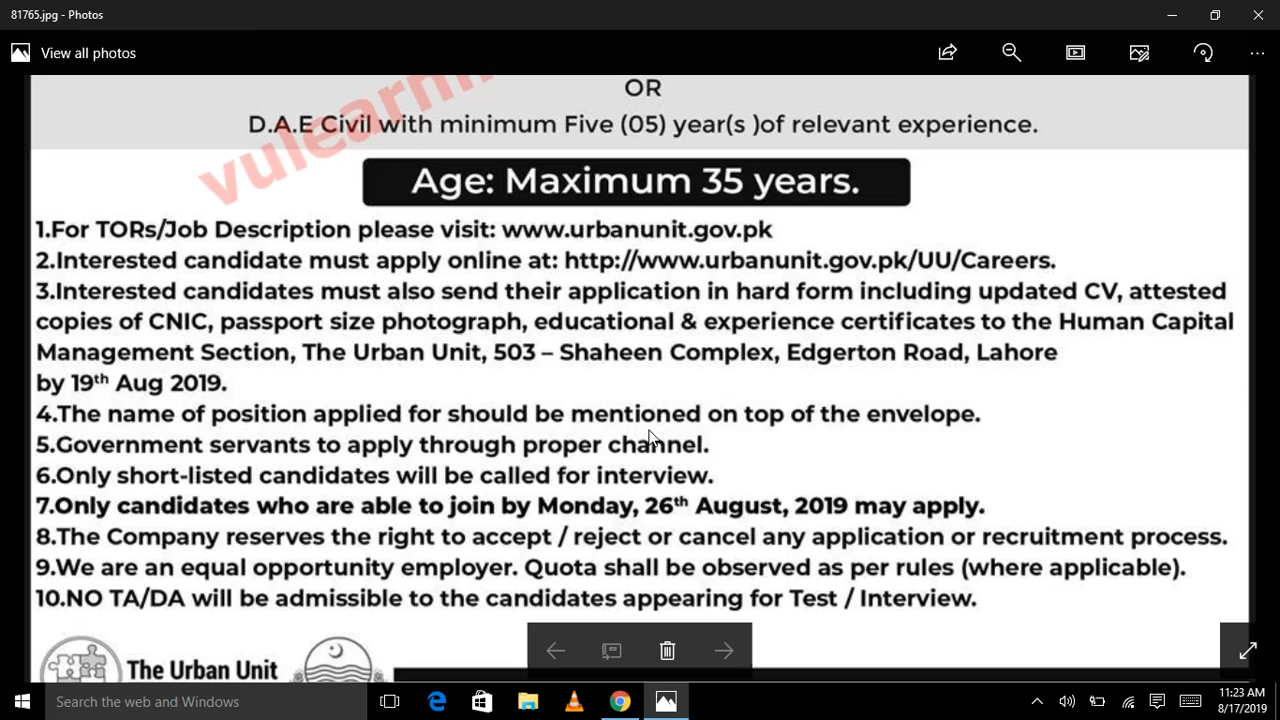 81765.jpg - Photos
View all photos
OR
D.A.E Civil with minimum Five (05) year(s )of relevant experience.
vulearnin
Age: Maximum 35 years.
1.For TORs/Job Description please visit: www.urbanunit.gov.pk
2.Interested candidate must apply online at: http://www.urbanunit.gov.pk/UU/Careers.
3.Interested candidates must also send their application in hard form including updated CV, attested
copies of CNIC, passport size photograph, educational & experience certificates to the Human Capital
Management Section, The Urban Unit, 503 – Shaheen Complex, Edgerton Road, Lahore
by 19th Aug 2019.
4.The name of position applied for should be mentioned on top of the envelope.
5.Government servants to apply through proper channel.
6.Only short-listed candidates will be called for interview.
7.Only candidates who are able to join by Monday, 26th August, 2019 may apply.
8.The Company reserves the right to accept / reject or cancel any application or recruitment process.
9.We are an equal opportunity employer. Quota shall be observed as per rules (where applicable).
10.NO TA/DA will be admissible to the candidates appearing for Test / Interview.
The Urban Unit
Search the web and Windows
11:23 AM
8/17/2019